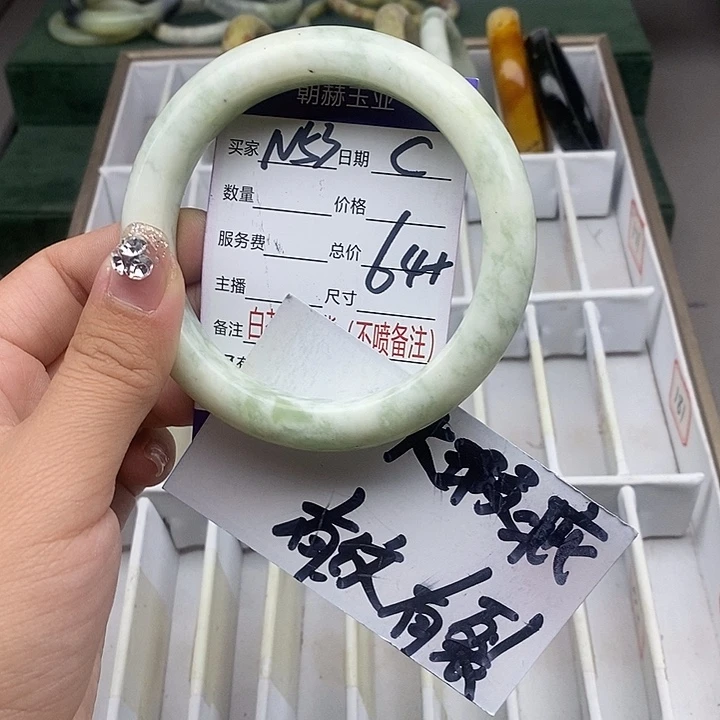 朝赫玉业
买家 N53 日期 C
数量 价格
服务费 总价 64+
主播 尺寸
备注 白 (不喷备注)
有纹有裂